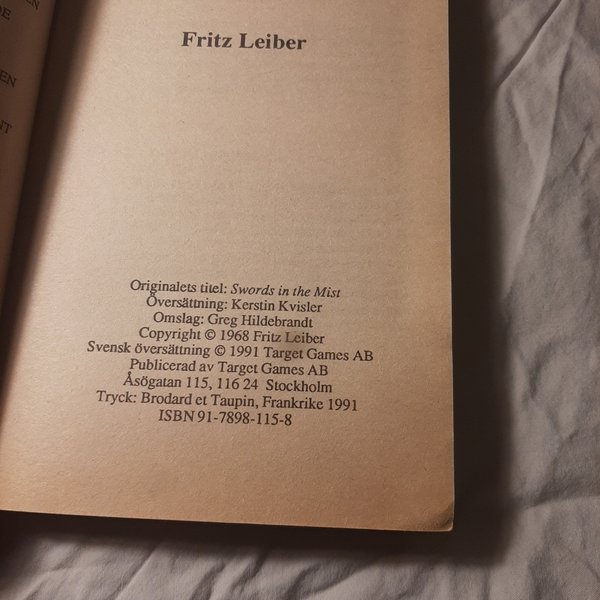 Fritz Leiber
Originalets titel: Swords in the Mist
Översättning: Kerstin Kvisler
Omslag: Greg Hildebrandt
Copyright © 1968 Fritz Leiber
Svensk översättning © 1991 Target Games AB
Publicerad av Target Games AB
Åsögatan 115, 116 24 Stockholm
Tryck: Brodard et Taupin, Frankrike 1991
ISBN 91-7898-115-8